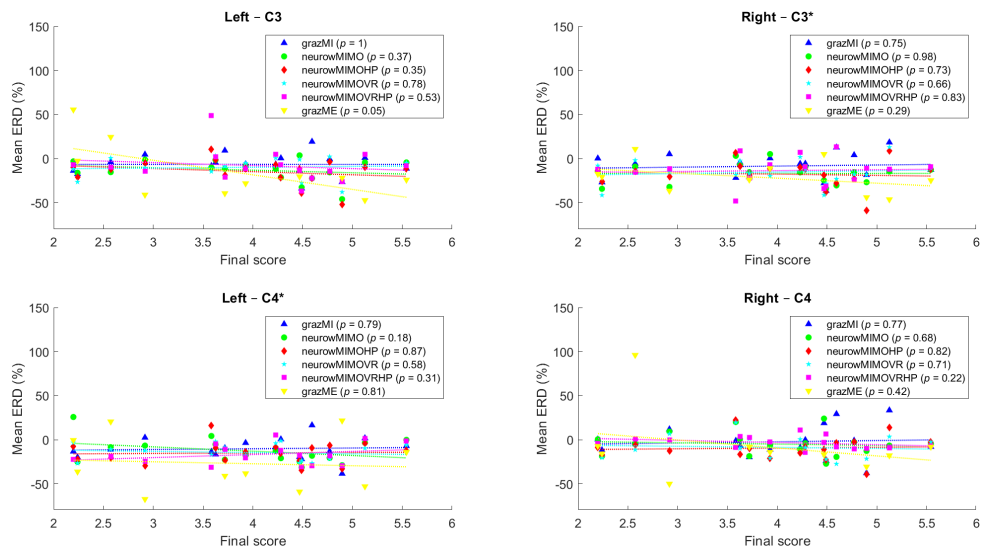 Left − C3
Mean ERD (%)
150
100
50
0
-50
grazMI (p = 1)
neurowMIMO (p = 0.37)
neurowMIMOHP (p = 0.35)
neurowMIMOVR (p = 0.78)
neurowMIMOVRHP (p = 0.53)
grazME (p = 0.05)
2 2.5 3 3.5 4 4.5 5 5.5 6
Final score
Right − C3*
Mean ERD (%)
150
100
50
0
-50
grazMI (p = 0.75)
neurowMIMO (p = 0.98)
neurowMIMOHP (p = 0.73)
neurowMIMOVR (p = 0.66)
neurowMIMOVRHP (p = 0.83)
grazME (p = 0.29)
2 2.5 3 3.5 4 4.5 5 5.5 6
Final score
Left − C4*
Mean ERD (%)
150
100
50
0
-50
grazMI (p = 0.79)
neurowMIMO (p = 0.18)
neurowMIMOHP (p = 0.87)
neurowMIMOVR (p = 0.58)
neurowMIMOVRHP (p = 0.31)
grazME (p = 0.81)
2 2.5 3 3.5 4 4.5 5 5.5 6
Final score
Right − C4
Mean ERD (%)
150
100
50
0
-50
grazMI (p = 0.77)
neurowMIMO (p = 0.68)
neurowMIMOHP (p = 0.82)
neurowMIMOVR (p = 0.71)
neurowMIMOVRHP (p = 0.22)
grazME (p = 0.42)
2 2.5 3 3.5 4 4.5 5 5.5 6
Final score